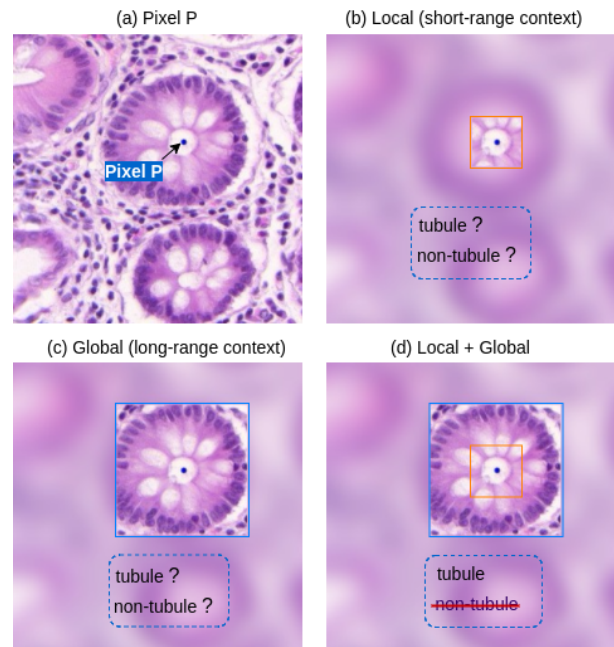 (a) Pixel P
(b) Local (short-range context)
Pixel P
tubule ?
non-tubule ?
(c) Global (long-range context)
(d) Local + Global
tubule ?
non-tubule ?
tubule
non-tubule